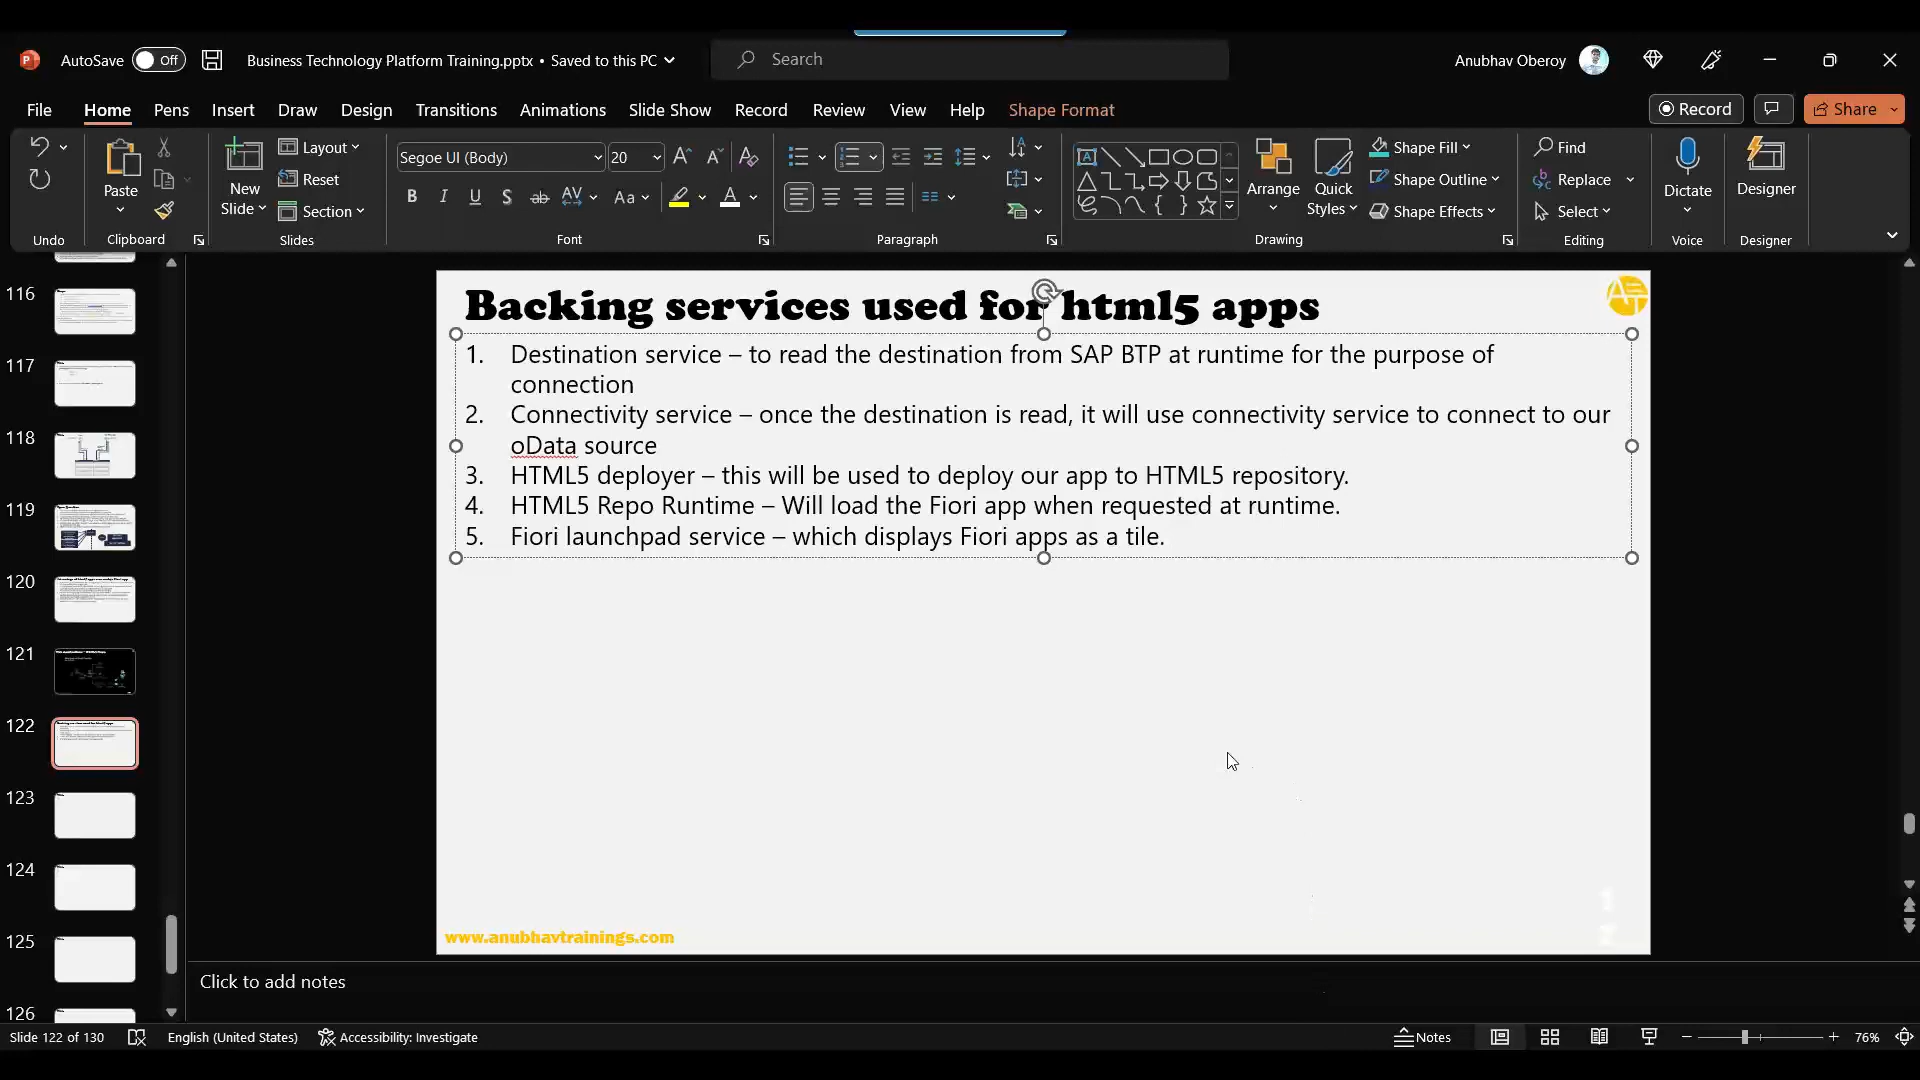 AutoSave Off
Business Technology Platform Training.pptx • Saved to this PC
Search
Anubhav Oberoy
File Home Pens Insert Draw Design Transitions Animations Slide Show Record Review View Help Shape Format
Record
Share
Undo
Paste
Clipboard
New
Slide
Layout
Reset
Section
Slides
Segoe UI (Body) 20
Font
Paragraph
Arrange
Quick
Styles
Shape Fill
Shape Outline
Shape Effects
Drawing
Find
Replace
Select
Editing
Dictate
Voice
Designer
Designer
116
117
118
119
120
121
122
123
124
125
126
Backing services used for html5 apps
1. Destination service – to read the destination from SAP BTP at runtime for the purpose of
connection
2. Connectivity service – once the destination is read, it will use connectivity service to connect to our
oData source
3. HTML5 deployer – this will be used to deploy our app to HTML5 repository.
4. HTML5 Repo Runtime – Will load the Fiori app when requested at runtime.
5. Fiori launchpad service – which displays Fiori apps as a tile.
www.anubhavtrainings.com
Click to add notes
Slide 122 of 130 English (United States) Accessibility: Investigate Notes 76%